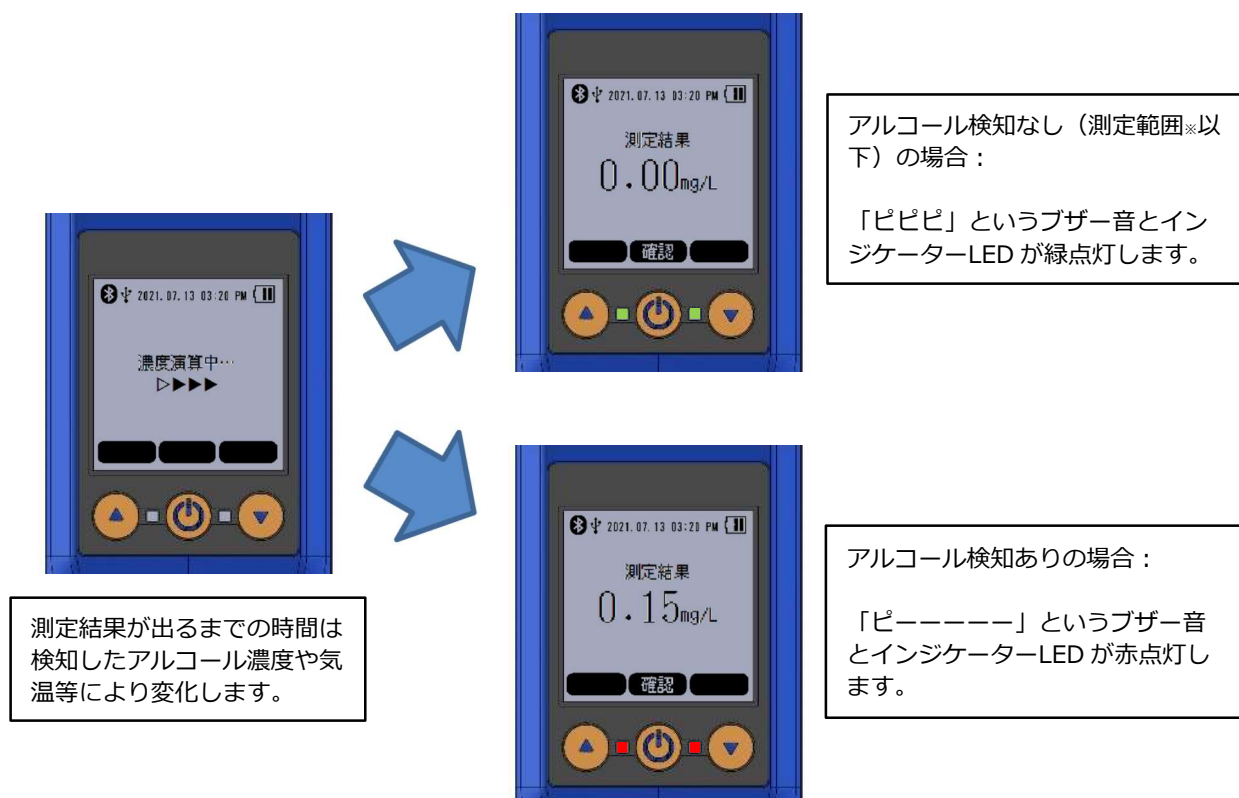 2021.07.13 03:20 PM
濃度演算中…
▷▶▶▶
測定結果が出るまでの時間は
検知したアルコール濃度や気
温等により変化します。
2021.07.13 03:20 PM
測定結果
0.00mg/L
確認
アルコール検知なし（測定範囲※以
下）の場合：
「ピピピ」というブザー音とイン
ジケーターLED が緑点灯します。
2021.07.13 03:20 PM
測定結果
0.15mg/L
確認
アルコール検知ありの場合：
「ピーーーーー」というブザー音
とインジケーターLED が赤点灯し
ます。